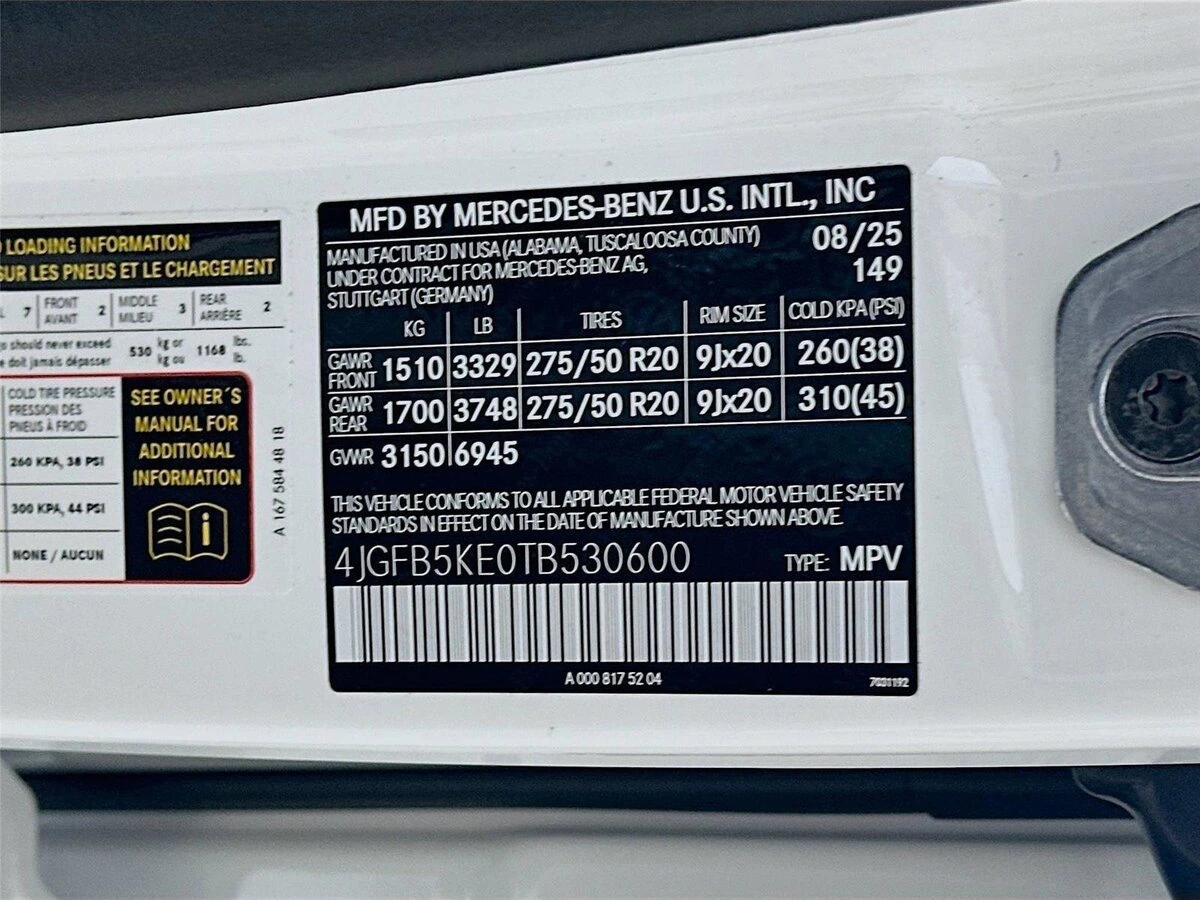 LOADING INFORMATION
SUR LES PNEUS ET LE CHARGEMENT
7 FRONT AVANT 2 MIDDLE MILIEU 3 REAR ARRIÈRE 2
should never exceed
doit jamais dépasser
530 kg or kg ou 1168 lbs. lb.
COLD TIRE PRESSURE
PRESSION DES
PNEUS À FROID
260 KPA, 38 PSI
300 KPA, 44 PSI
NONE / AUCUN
SEE OWNER´S
MANUAL FOR
ADDITIONAL
INFORMATION
i
A 167 584 48 18
MFD BY MERCEDES-BENZ U.S. INTL., INC
MANUFACTURED IN USA (ALABAMA, TUSCALOOSA COUNTY) 08/25
UNDER CONTRACT FOR MERCEDES-BENZ AG, 149
STUTTGART (GERMANY)
KG LB TIRES RIM SIZE COLD KPA (PSI)
GAWR FRONT 1510 3329 275/50 R20 9Jx20 260(38)
GAWR REAR 1700 3748 275/50 R20 9Jx20 310(45)
GVWR 3150 6945
THIS VEHICLE CONFORMS TO ALL APPLICABLE FEDERAL MOTOR VEHICLE SAFETY
STANDARDS IN EFFECT ON THE DATE OF MANUFACTURE SHOWN ABOVE.
4JGFB5KE0TB530600 TYPE: MPV
A 000 817 52 04 7031192